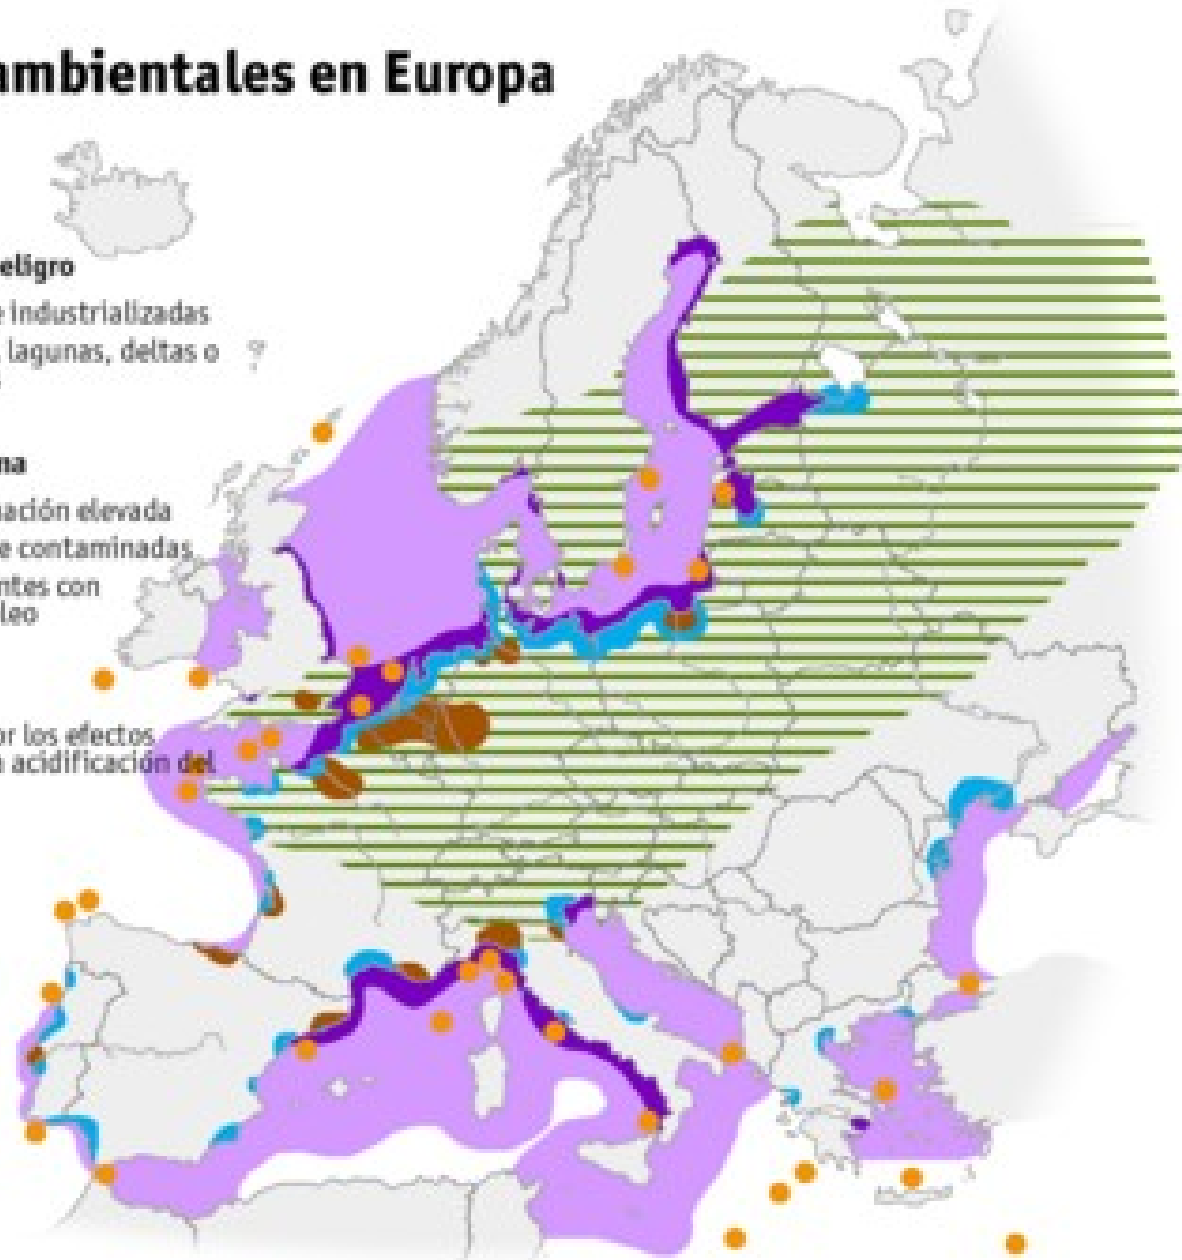 ambientales en Europa
eligro
e industrializadas
lagunas, deltas o
na
nación elevada
e contaminadas
ntes con
leo
or los efectos
a acidificación del